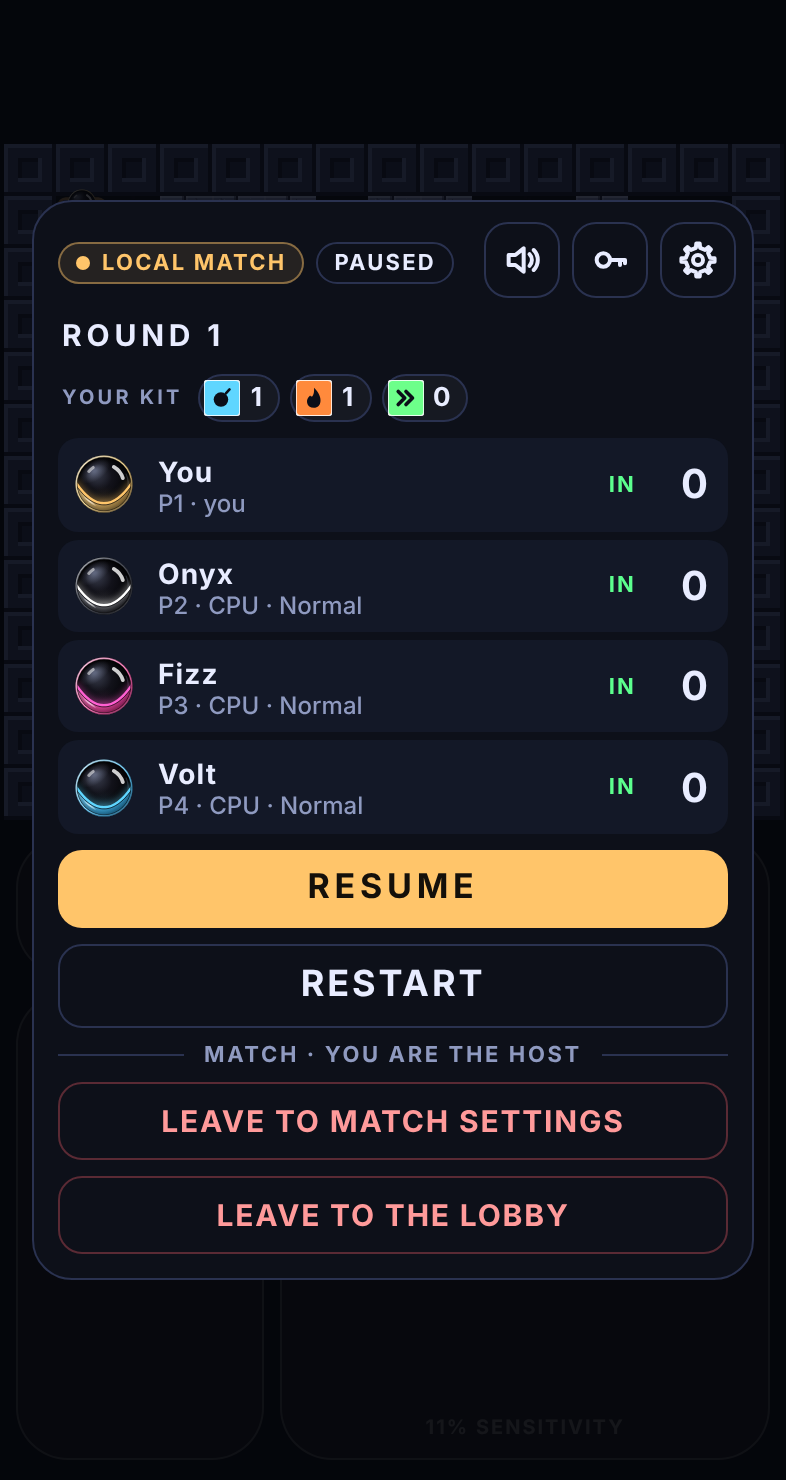 LOCAL MATCH PAUSED
ROUND 1
YOUR KIT 1 1 0
You IN 0
P1 · you
Onyx IN 0
P2 · CPU · Normal
Fizz IN 0
P3 · CPU · Normal
Volt IN 0
P4 · CPU · Normal
RESUME
RESTART
MATCH · YOU ARE THE HOST
LEAVE TO MATCH SETTINGS
LEAVE TO THE LOBBY
11% SENSITIVITY